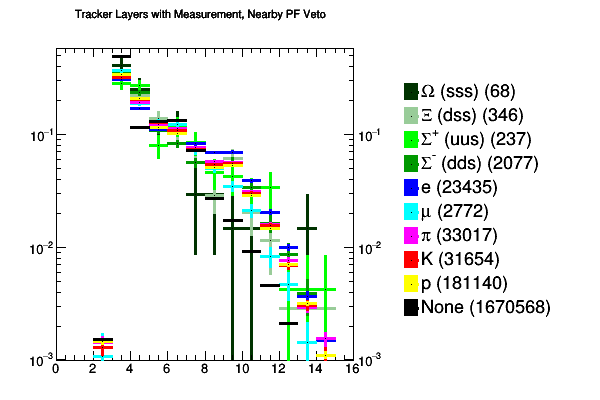 Tracker Layers with Measurement, Nearby PF Veto
10⁻¹ 10⁻¹
10⁻² 10⁻²
10⁻³ 10⁻³
0 2 4 6 8 10 12 14 16
Ω (sss) (68)
Ξ (dss) (346)
Σ⁺ (uus) (237)
Σ⁻ (dds) (2077)
e (23435)
μ (2772)
π (33017)
K (31654)
p (181140)
None (1670568)